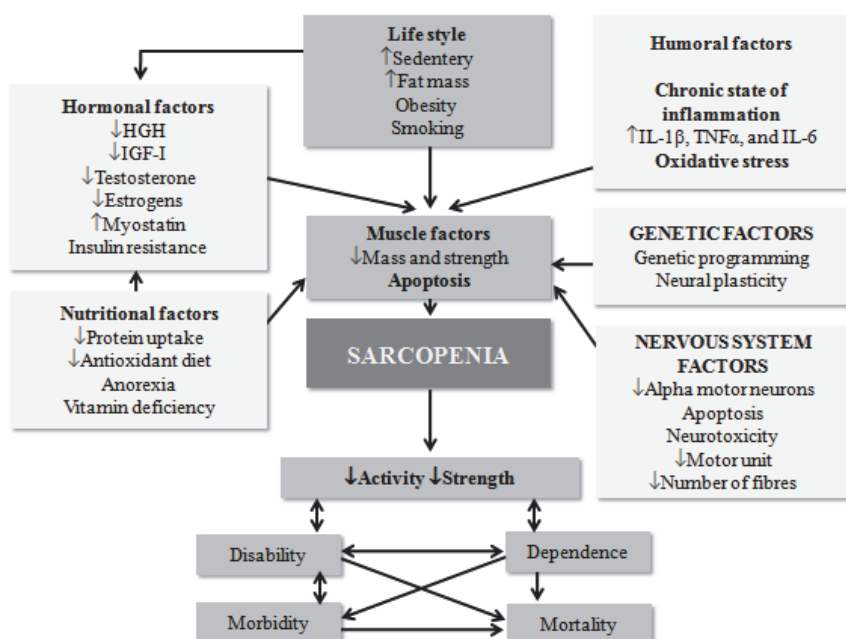 Life style
↑Sedentery
↑Fat mass
Obesity
Smoking
Humoral factors
Chronic state of
inflammation
↑IL-1β, TNFα, and IL-6
Oxidative stress
Hormonal factors
↓HGH
↓IGF-I
↓Testosterone
↓Estrogens
↑Myostatin
Insulin resistance
Muscle factors
↓Mass and strength
Apoptosis
GENETIC FACTORS
Genetic programming
Neural plasticity
Nutritional factors
↓Protein uptake
↓Antioxidant diet
Anorexia
Vitamin deficiency
SARCOPENIA
NERVOUS SYSTEM
FACTORS
↓Alpha motor neurons
Apoptosis
Neurotoxicity
↓Motor unit
↓Number of fibres
↓Activity ↓Strength
Disability
Dependence
Morbidity
Mortality